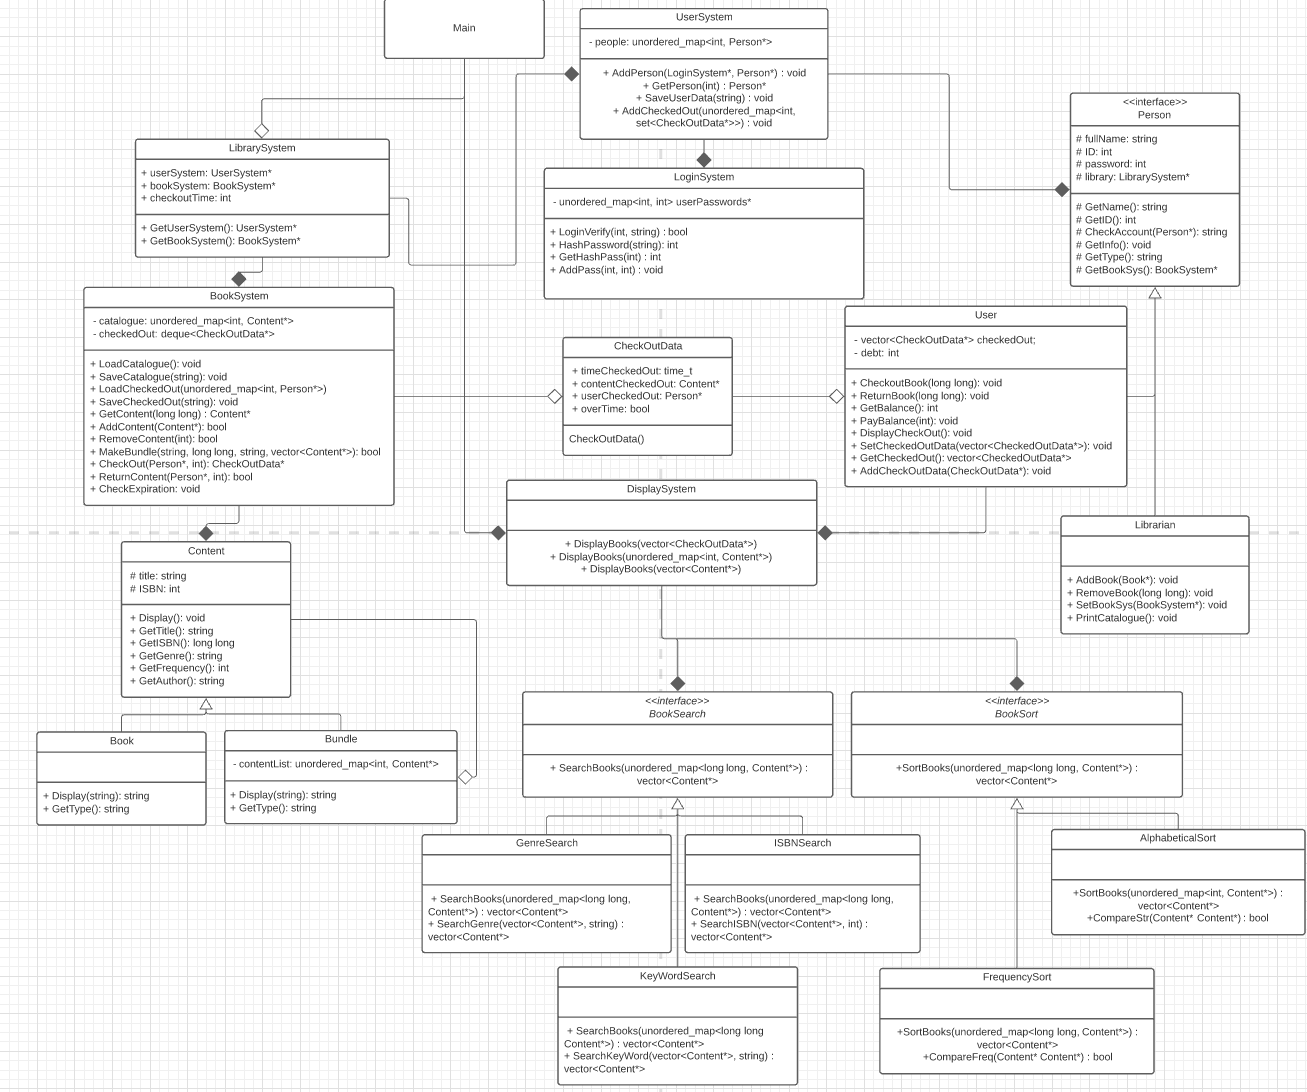 Main
UserSystem
- people: unordered_map<int, Person*>
+ AddPerson(LoginSystem*, Person*) : void
+ GetPerson(int) : Person*
+ SaveUserData(string) : void
+ AddCheckedOut(unordered_map<int,
set<CheckOutData*>>) : void
<<interface>>
Person
# fullName: string
# ID: int
# password: int
# library: LibrarySystem*
# GetName(): string
# GetID(): int
# CheckAccount(Person*): string
# GetInfo(): void
# GetType(): string
# GetBookSys(): BookSystem*
LibrarySystem
+ userSystem: UserSystem*
+ bookSystem: BookSystem*
+ checkoutTime: int
+ GetUserSystem(): UserSystem*
+ GetBookSystem(): BookSystem*
LoginSystem
- unordered_map<int, int> userPasswords*
+ LoginVerify(int, string) : bool
+ HashPassword(string): int
+ GetHashPass(int) : int
+ AddPass(int, int) : void
BookSystem
- catalogue: unordered_map<int, Content*>
- checkedOut: deque<CheckOutData*>
+ LoadCatalogue(): void
+ SaveCatalogue(string): void
+ LoadCheckedOut(unordered_map<int, Person*>)
+ SaveCheckedOut(string): void
+ GetContent(long long) : Content*
+ AddContent(Content*): bool
+ RemoveContent(int): bool
+ MakeBundle(string, long long, string, vector<Content*>): bool
+ CheckOut(Person*, int): CheckOutData*
+ ReturnContent(Person*, int): bool
+ CheckExpiration: void
CheckOutData
+ timeCheckedOut: time_t
+ contentCheckedOut: Content*
+ userCheckedOut: Person*
+ overTime: bool
CheckOutData()
User
- vector<CheckOutData*> checkedOut;
- debt: int
+ CheckoutBook(long long): void
+ ReturnBook(long long): void
+ GetBalance(): int
+ PayBalance(int): void
+ DisplayCheckOut(): void
+ SetCheckedOutData(vector<CheckedOutData*>): void
+ GetCheckedOut(): vector<CheckedOutData*>
+ AddCheckOutData(CheckOutData*): void
DisplaySystem
+ DisplayBooks(vector<CheckOutData*>)
+ DisplayBooks(unordered_map<int, Content*>)
+ DisplayBooks(vector<Content*>)
Librarian
+ AddBook(Book*): void
+ RemoveBook(long long): void
+ SetBookSys(BookSystem*): void
+ PrintCatalogue(): void
Content
# title: string
# ISBN: int
+ Display(): void
+ GetTitle(): string
+ GetISBN(): long long
+ GetGenre(): string
+ GetFrequency(): int
+ GetAuthor(): string
Book
+ Display(string): string
+ GetType(): string
Bundle
- contentList: unordered_map<int, Content*>
+ Display(string): string
+ GetType(): string
<<interface>>
BookSearch
+ SearchBooks(unordered_map<long long, Content*>) :
vector<Content*>
<<interface>>
BookSort
+SortBooks(unordered_map<long long, Content*>) :
vector<Content*>
GenreSearch
+ SearchBooks(unordered_map<long long,
Content*>) : vector<Content*>
+ SearchGenre(vector<Content*>, string) :
vector<Content*>
ISBNSearch
+ SearchBooks(unordered_map<long long,
Content*>) : vector<Content*>
+ SearchISBN(vector<Content*>, int) :
vector<Content*>
AlphabeticalSort
+SortBooks(unordered_map<int, Content*>) :
vector<Content*>
+CompareStr(Content* Content*) : bool
KeyWordSearch
+ SearchBooks(unordered_map<long long
Content*>) : vector<Content*>
+ SearchKeyWord(vector<Content*>, string) :
vector<Content*>
FrequencySort
+SortBooks(unordered_map<long long, Content*>) :
vector<Content*>
+CompareFreq(Content* Content*) : bool